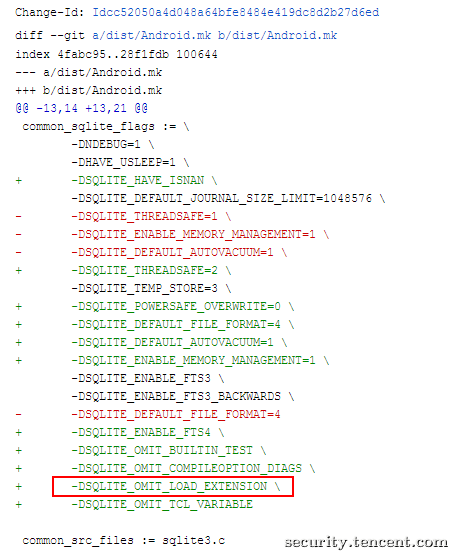 Change-Id: Idcc52050a4d048a64bfe8484e419dc8d2b27d6ed
diff --git a/dist/Android.mk b/dist/Android.mk
index 4fabc95..28f1fdb 100644
--- a/dist/Android.mk
+++ b/dist/Android.mk
@@ -13,14 +13,21 @@
common_sqlite_flags := \
-DNDEBUG=1 \
-DHAVE_USLEEP=1 \
+ -DSQLITE_HAVE_ISNAN \
-DSQLITE_DEFAULT_JOURNAL_SIZE_LIMIT=1048576 \
- -DSQLITE_THREADSAFE=1 \
- -DSQLITE_ENABLE_MEMORY_MANAGEMENT=1 \
- -DSQLITE_DEFAULT_AUTOVACUUM=1 \
+ -DSQLITE_THREADSAFE=2 \
-DSQLITE_TEMP_STORE=3 \
+ -DSQLITE_POWERSAFE_OVERWRITE=0 \
+ -DSQLITE_DEFAULT_FILE_FORMAT=4 \
+ -DSQLITE_DEFAULT_AUTOVACUUM=1 \
+ -DSQLITE_ENABLE_MEMORY_MANAGEMENT=1 \
-DSQLITE_ENABLE_FTS3 \
-DSQLITE_ENABLE_FTS3_BACKWARDS \
- -DSQLITE_DEFAULT_FILE_FORMAT=4
+ -DSQLITE_ENABLE_FTS4 \
+ -DSQLITE_OMIT_BUILTIN_TEST \
+ -DSQLITE_OMIT_COMPILEOPTION_DIAGS \
+ -DSQLITE_OMIT_LOAD_EXTENSION \
+ -DSQLITE_OMIT_TCL_VARIABLE
common_src_files := sqlite3.c
security.tencent.com